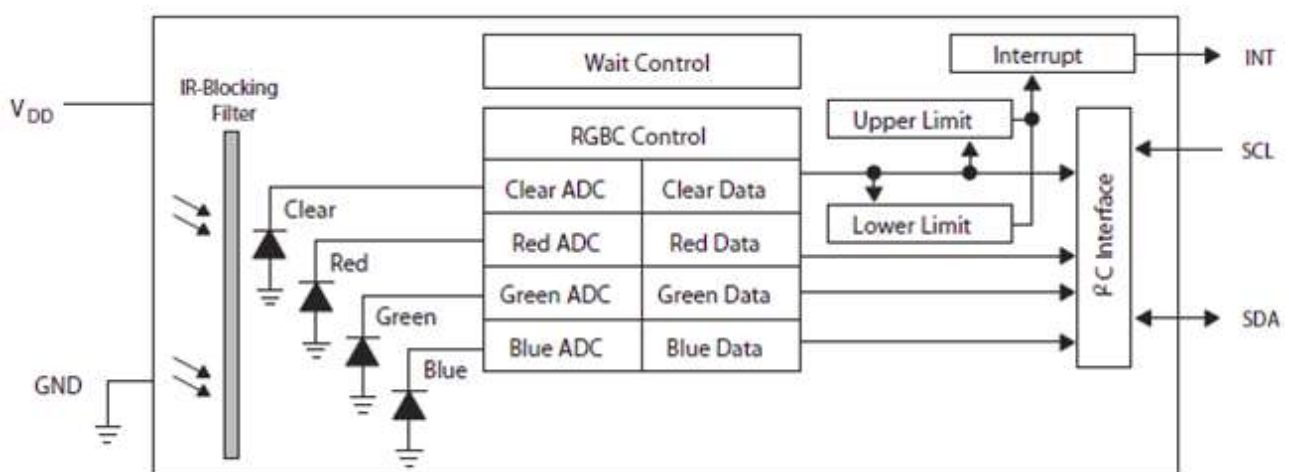 Wait Control
Interrupt
INT
V DD
IR-Blocking
Filter
RGBC Control
Upper Limit
SCL
Clear ADC
Clear Data
Clear
Lower Limit
Red ADC
Red Data
Red
I²C Interface
Green ADC
Green Data
Green
SDA
Blue ADC
Blue Data
Blue
GND